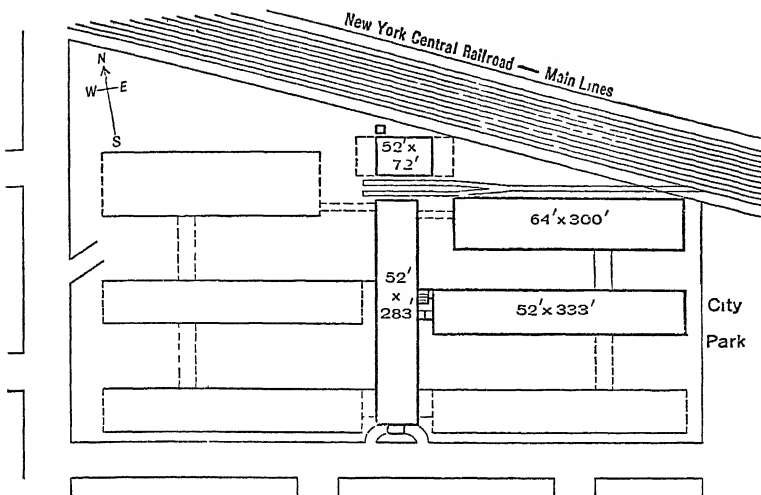 New York Central Railroad — Main Lines
N
W E
S
52'x
72'
64'x300'
52'
x
283'
52'x333'
City
Park